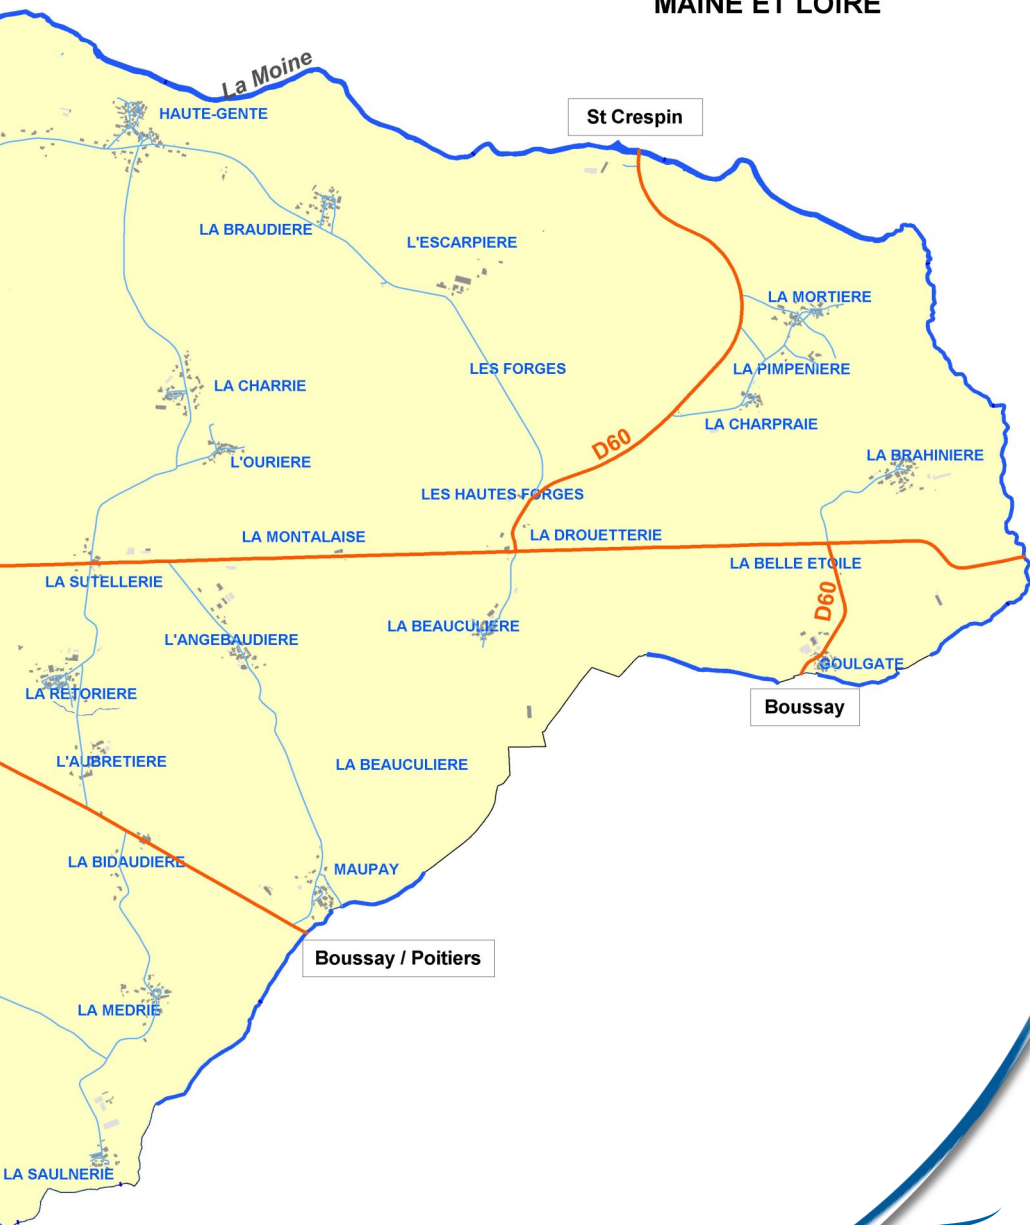 MAINE ET LOIRE
La Moine
HAUTE-GENTE
St Crespin
LA BRAUDIERE
L'ESCARPIERE
LA MORTIERE
LES FORGES
LA PIMPENIERE
LA CHARRIE
LA CHARPRAIE
D60
L'OURIERE
LA BRAHINIERE
LES HAUTES FORGES
LA MONTALAISE
LA DROUETTERIE
LA BELLE ETOILE
LA SUTELLERIE
D60
LA BEAUCULIERE
L'ANGEBAUDIERE
GOULGATE
LA RETORIERE
Boussay
L'AUBRETIERE
LA BEAUCULIERE
LA BIDAUDIERE
MAUPAY
Boussay / Poitiers
LA MEDRIE
LA SAULNERIE